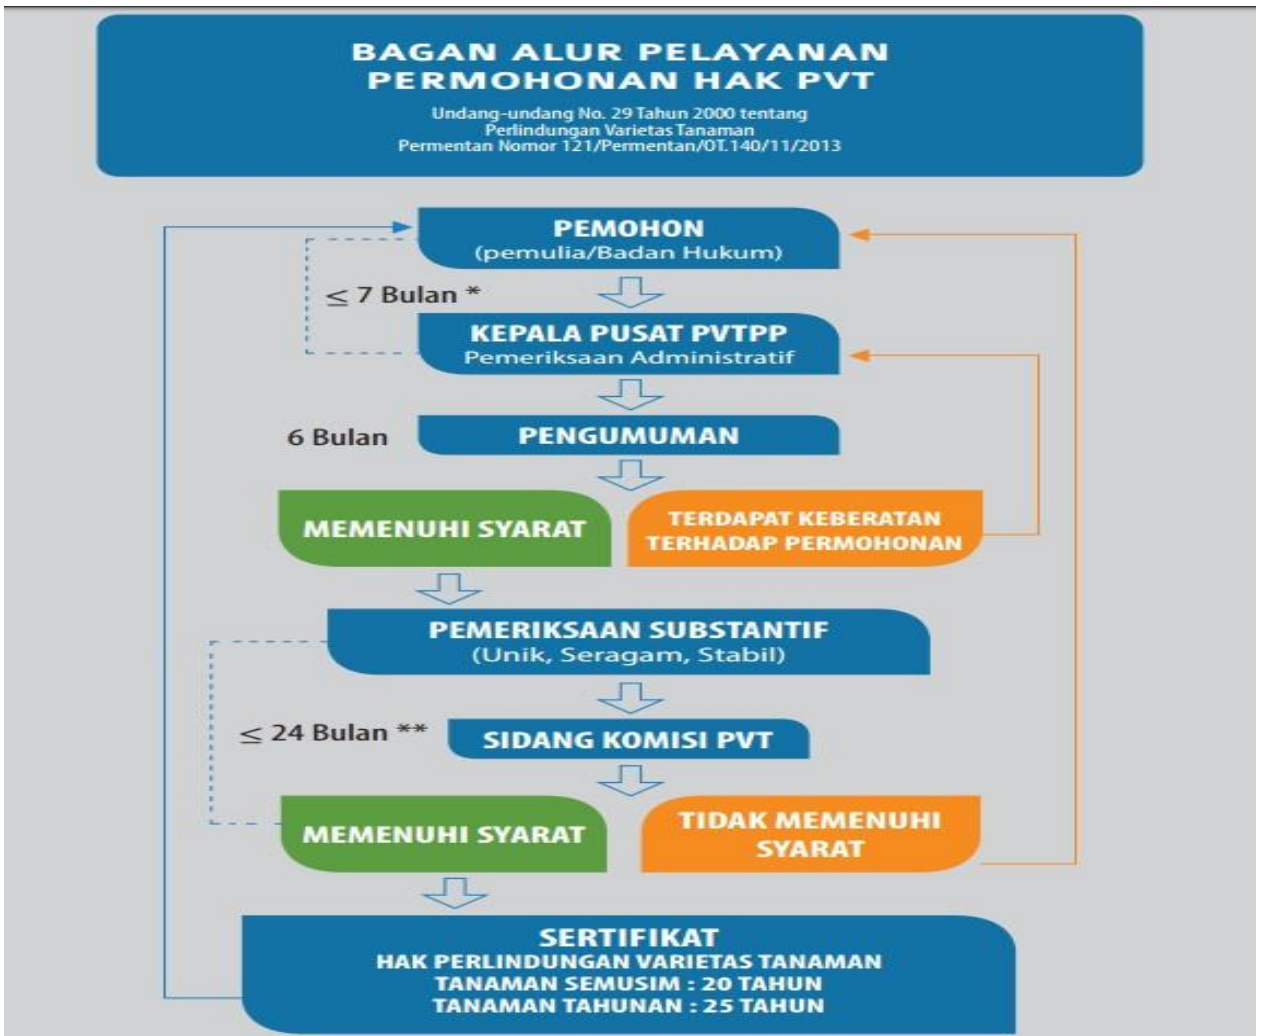 BAGAN ALUR PELAYANAN
PERMOHONAN HAK PVT
Undang-undang No. 29 Tahun 2000 tentang
Perlindungan Varietas Tanaman
Permentan Nomor 121/Permentan/OT.140/11/2013
PEMOHON
(pemulia/Badan Hukum)
≤ 7 Bulan *
KEPALA PUSAT PVTPP
Pemeriksaan Administratif
6 Bulan
PENGUMUMAN
MEMENUHI SYARAT
TERDAPAT KEBERATAN
TERHADAP PERMOHONAN
PEMERIKSAAN SUBSTANTIF
(Unik, Seragam, Stabil)
≤ 24 Bulan **
SIDANG KOMISI PVT
MEMENUHI SYARAT
TIDAK MEMENUHI
SYARAT
SERTIFIKAT
HAK PERLINDUNGAN VARIETAS TANAMAN
TANAMAN SEMUSIM : 20 TAHUN
TANAMAN TAHUNAN : 25 TAHUN